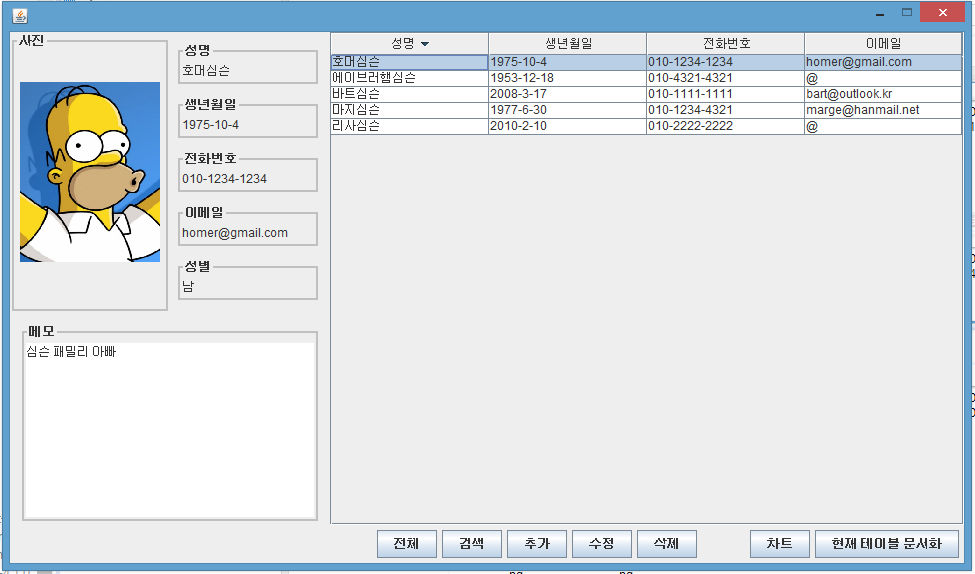 사진
성명
호머심슨
생년월일
1975-10-4
전화번호
010-1234-1234
이메일
homer@gmail.com
성별
남
메모
심슨 패밀리 아빠
성명 생년월일 전화번호 이메일
호머심슨 1975-10-4 010-1234-1234 homer@gmail.com
에이브러햄심슨 1953-12-18 010-4321-4321 @
바트심슨 2008-3-17 010-1111-1111 bart@outlook.kr
마지심슨 1977-6-30 010-1234-4321 marge@hanmail.net
리사심슨 2010-2-10 010-2222-2222 @
전체 검색 추가 수정 삭제 차트 현재 테이블 문서화